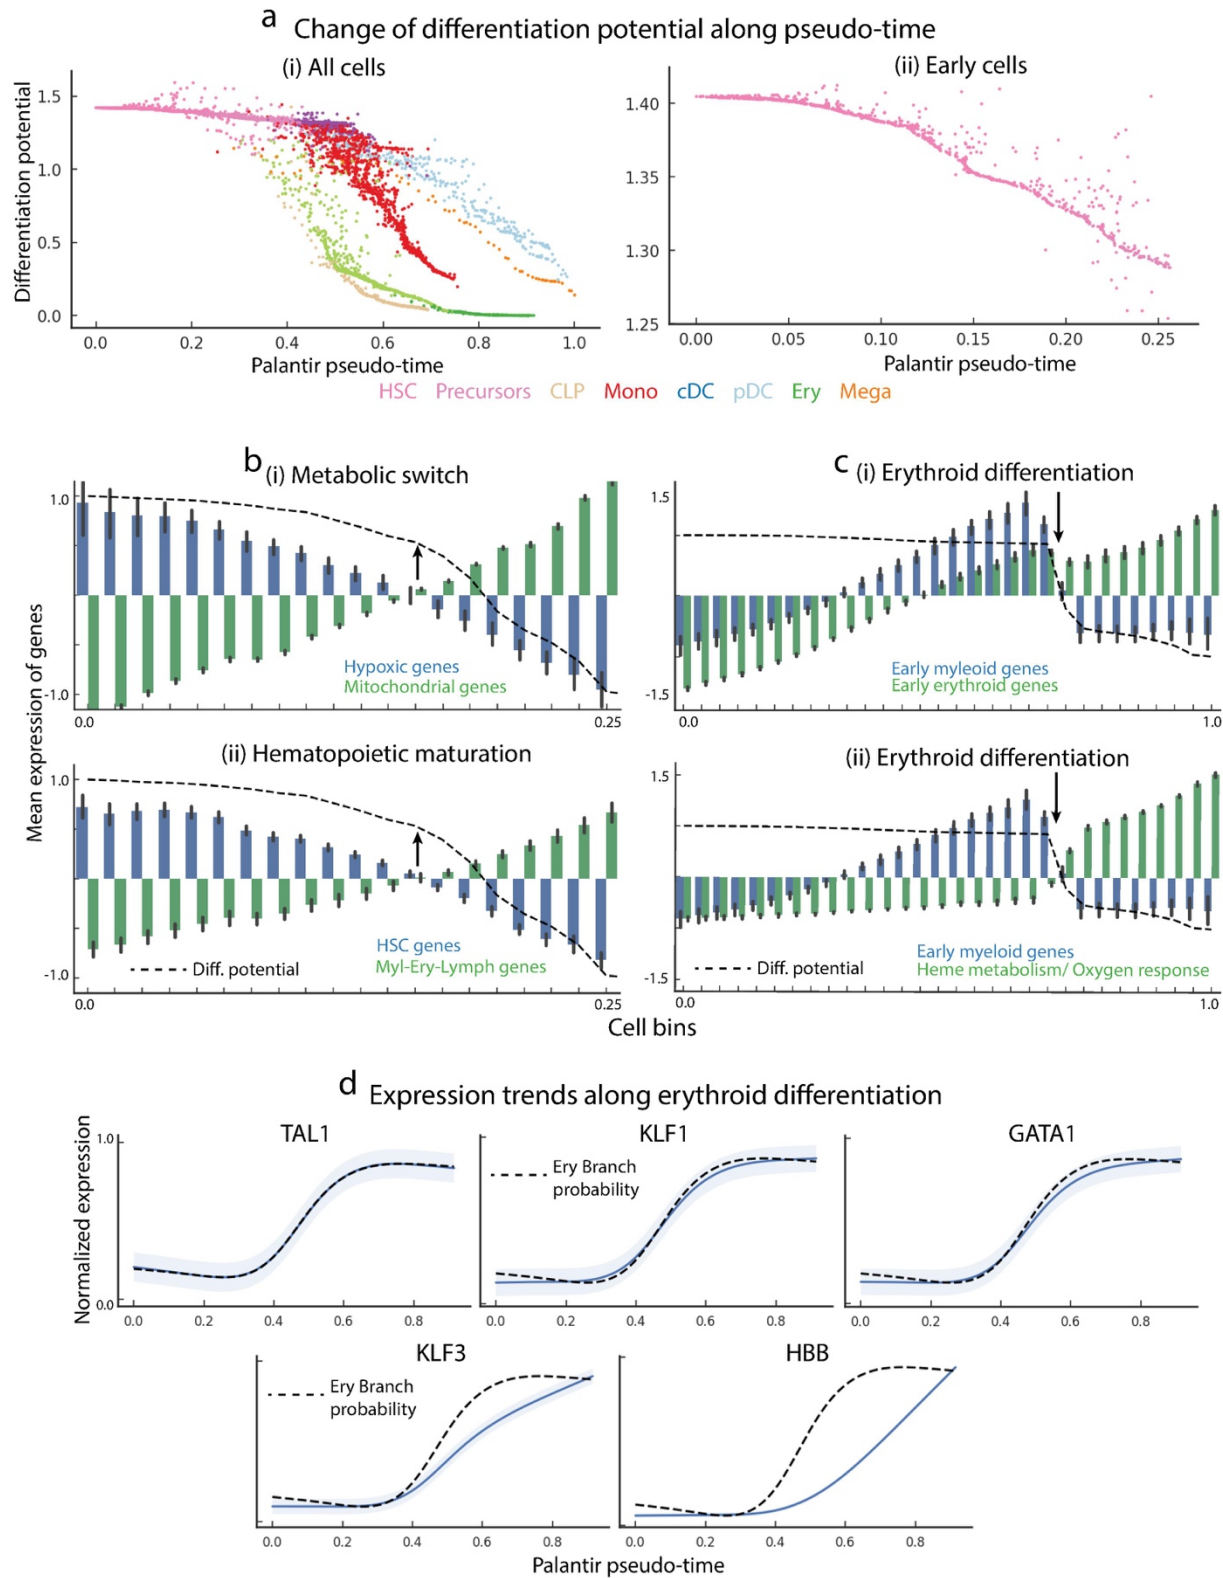 a Change of differentiation potential along pseudo-time
(i) All cells
(ii) Early cells
Differentiation potential
1.5
1.0
0.5
0.0
0.0 0.2 0.4 0.6 0.8 1.0
Palantir pseudo-time
1.40
1.35
1.30
1.25
0.00 0.05 0.10 0.15 0.20 0.25
Palantir pseudo-time
HSC Precursors CLP Mono cDC pDC Ery Mega
Mean expression of genes
b (i) Metabolic switch
1.0
-1.0
Hypoxic genes
Mitochondrial genes
0.0 0.25
c (i) Erythroid differentiation
1.5
-1.5
Early myleoid genes
Early erythroid genes
0.0 1.0
(ii) Hematopoietic maturation
1.0
-1.0
HSC genes
Myl-Ery-Lymph genes
Diff. potential
0.0 0.25
(ii) Erythroid differentiation
1.5
-1.5
Early myeloid genes
Heme metabolism/ Oxygen response
Diff. potential
0.0 1.0
Cell bins
d Expression trends along erythroid differentiation
Normalized expression
TAL1
1.0
0.0
0.0 0.2 0.4 0.6 0.8
KLF1
Ery Branch
probability
0.0 0.2 0.4 0.6 0.8
GATA1
0.0 0.2 0.4 0.6 0.8
KLF3
Ery Branch
probability
0.0 0.2 0.4 0.6 0.8
HBB
0.0 0.2 0.4 0.6 0.8
Palantir pseudo-time